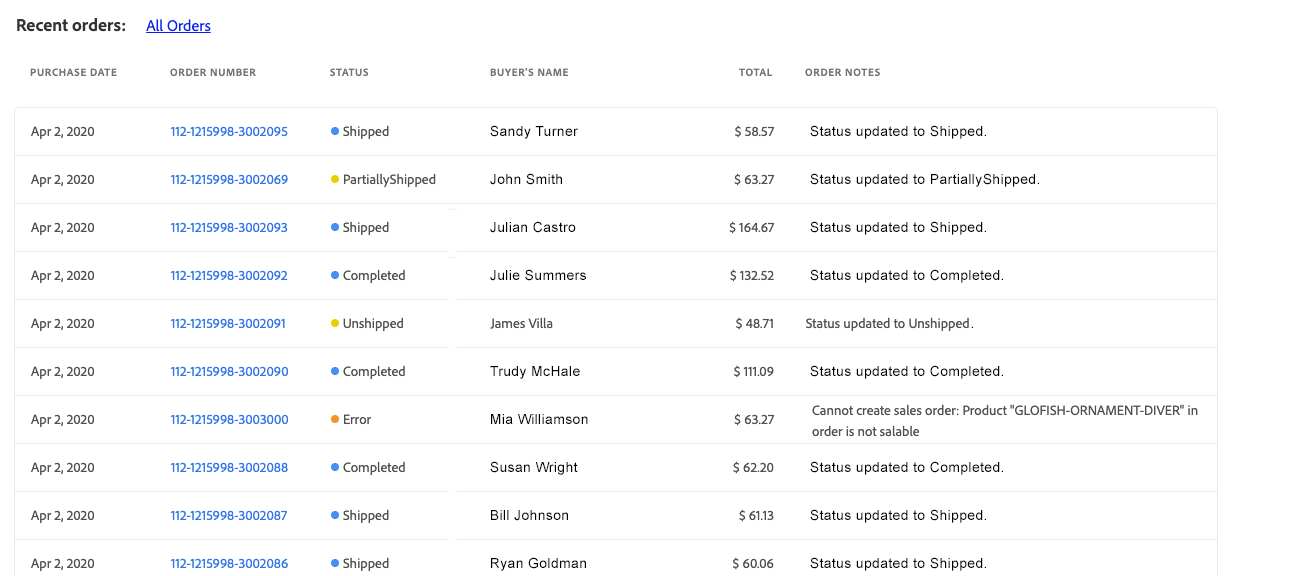 Recent orders: All Orders
PURCHASE DATE ORDER NUMBER STATUS BUYER'S NAME TOTAL ORDER NOTES
Apr 2, 2020 112-1215998-3002095 Shipped Sandy Turner $ 58.57 Status updated to Shipped.
Apr 2, 2020 112-1215998-3002069 PartiallyShipped John Smith $ 63.27 Status updated to PartiallyShipped.
Apr 2, 2020 112-1215998-3002093 Shipped Julian Castro $ 164.67 Status updated to Shipped.
Apr 2, 2020 112-1215998-3002092 Completed Julie Summers $ 132.52 Status updated to Completed.
Apr 2, 2020 112-1215998-3002091 Unshipped James Villa $ 48.71 Status updated to Unshipped.
Apr 2, 2020 112-1215998-3002090 Completed Trudy McHale $ 111.09 Status updated to Completed.
Apr 2, 2020 112-1215998-3003000 Error Mia Williamson $ 63.27 Cannot create sales order: Product "GLOFISH-ORNAMENT-DIVER" in
order is not salable
Apr 2, 2020 112-1215998-3002088 Completed Susan Wright $ 62.20 Status updated to Completed.
Apr 2, 2020 112-1215998-3002087 Shipped Bill Johnson $ 61.13 Status updated to Shipped.
Apr 2, 2020 112-1215998-3002086 Shipped Ryan Goldman $ 60.06 Status updated to Shipped.